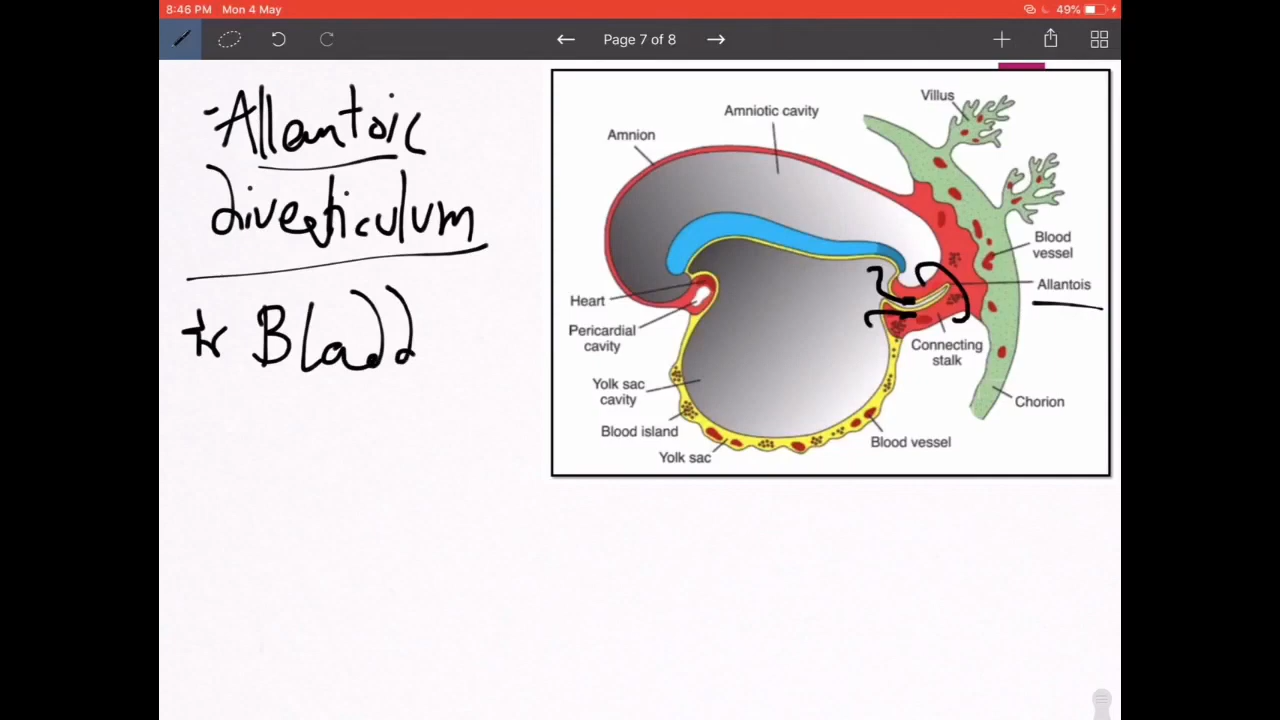 8:46 PM Mon 4 May
49%
Page 7 of 8
-Allantoic
diverticulum
* Bladd
Villus
Amniotic cavity
Amnion
Blood
vessel
Allantois
Heart
Pericardial
cavity
Connecting
stalk
Yolk sac
cavity
Chorion
Blood island
Blood vessel
Yolk sac